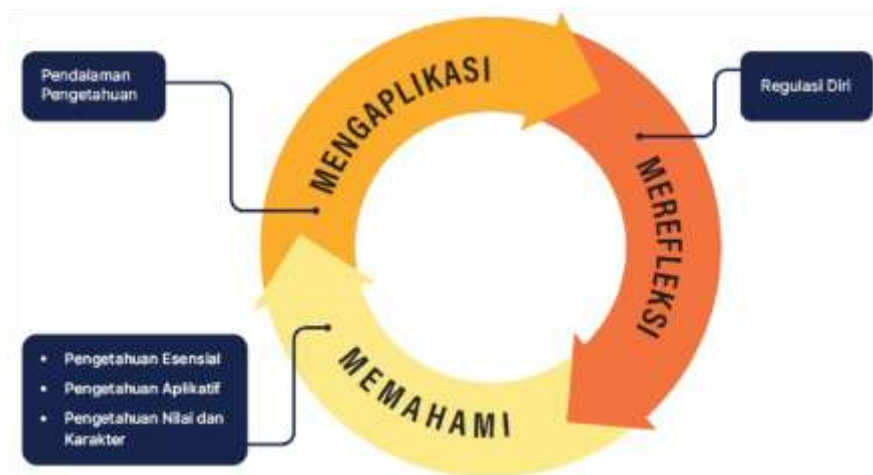 Pendalaman
Pengetahuan
MENGAPLIKASI
Regulasi Diri
MEREFLEKSI
MEMAHAMI
• Pengetahuan Esensial
• Pengetahuan Aplikatif
• Pengetahuan Nilai dan
Karakter